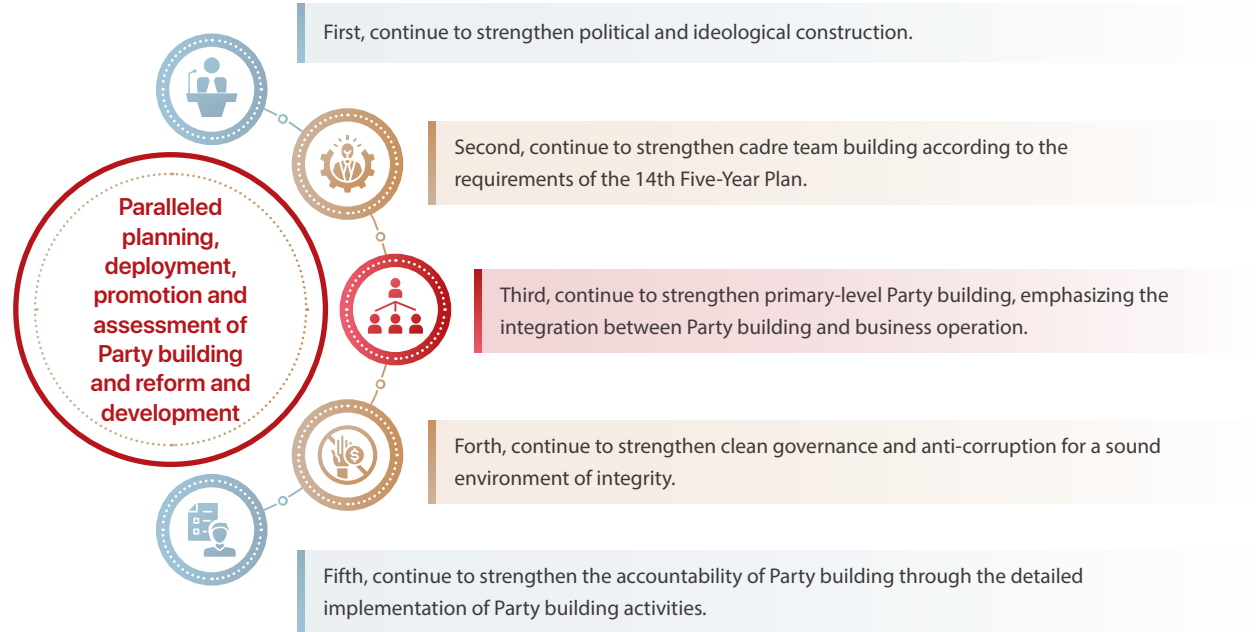 First, continue to strengthen political and ideological construction.
Second, continue to strengthen cadre team building according to the
requirements of the 14th Five-Year Plan.
Paralleled
planning,
deployment,
promotion and
assessment of
Party building
and reform and
development
Third, continue to strengthen primary-level Party building, emphasizing the
integration between Party building and business operation.
Forth, continue to strengthen clean governance and anti-corruption for a sound
environment of integrity.
Fifth, continue to strengthen the accountability of Party building through the detailed
implementation of Party building activities.